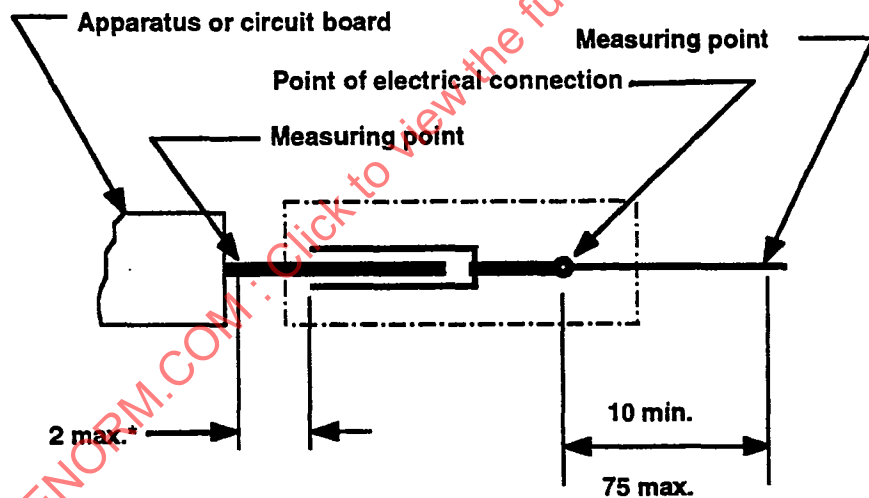 Apparatus or circuit board
Measuring point
Point of electrical connection
Measuring point
2 max.*
10 min.
75 max.
ENORM.COM : Click to view the fu